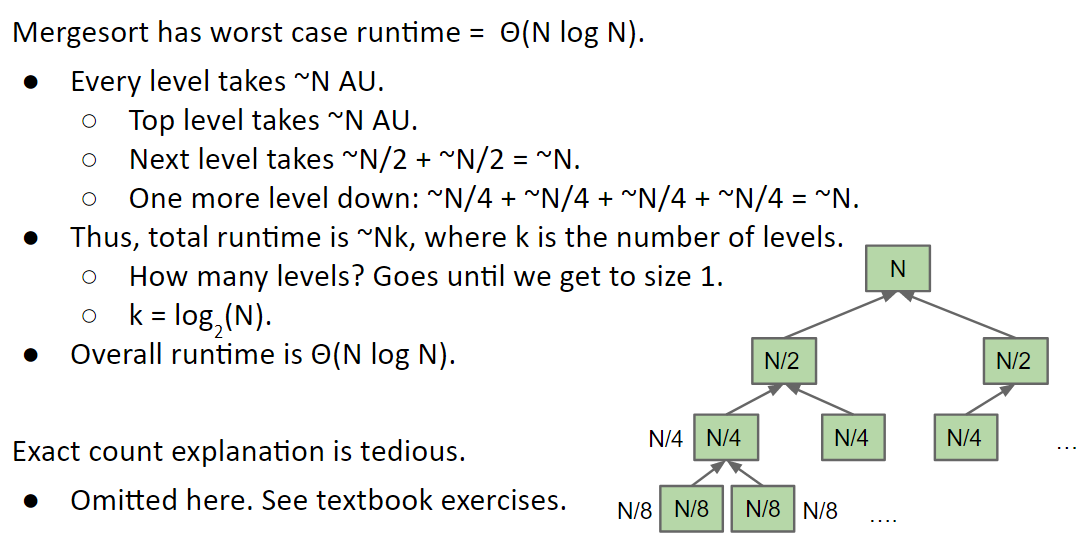 Mergesort has worst case runtime = Θ(N log N).
● Every level takes ~N AU.
○ Top level takes ~N AU.
○ Next level takes ~N/2 + ~N/2 = ~N.
○ One more level down: ~N/4 + ~N/4 + ~N/4 + ~N/4 = ~N.
● Thus, total runtime is ~Nk, where k is the number of levels.
○ How many levels? Goes until we get to size 1.
○ k = log₂(N).
● Overall runtime is Θ(N log N).
Exact count explanation is tedious.
● Omitted here. See textbook exercises.
N
N/2 N/2
N/4 N/4 N/4 N/4 ...
N/8 N/8 N/8 N/8 ....